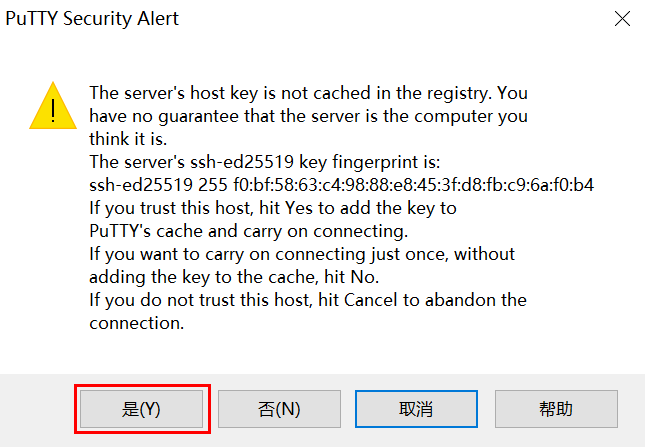 PuTTY Security Alert
The server's host key is not cached in the registry. You
have no guarantee that the server is the computer you
think it is.
The server's ssh-ed25519 key fingerprint is:
ssh-ed25519 255 f0:bf:58:63:c4:98:88:e8:45:3f:d8:fb:c9:6a:f0:b4
If you trust this host, hit Yes to add the key to
PuTTY's cache and carry on connecting.
If you want to carry on connecting just once, without
adding the key to the cache, hit No.
If you do not trust this host, hit Cancel to abandon the
connection.
是(Y) 否(N) 取消 帮助